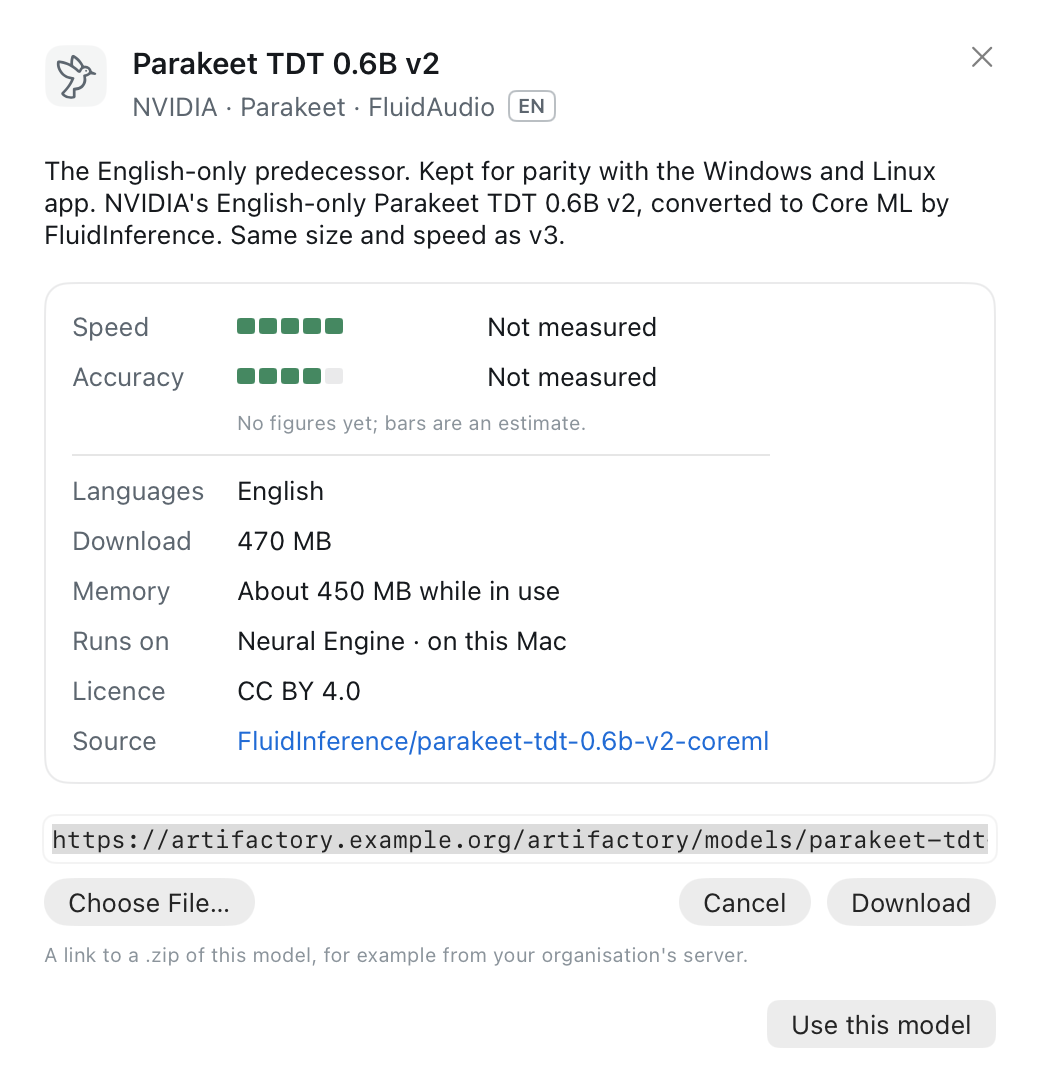 Parakeet TDT 0.6B v2
NVIDIA · Parakeet · FluidAudio EN
The English-only predecessor. Kept for parity with the Windows and Linux
app. NVIDIA's English-only Parakeet TDT 0.6B v2, converted to Core ML by
FluidInference. Same size and speed as v3.
Speed Not measured
Accuracy Not measured
No figures yet; bars are an estimate.
Languages English
Download 470 MB
Memory About 450 MB while in use
Runs on Neural Engine · on this Mac
Licence CC BY 4.0
Source FluidInference/parakeet-tdt-0.6b-v2-coreml
https://artifactory.example.org/artifactory/models/parakeet-tdt
Choose File... Cancel Download
A link to a .zip of this model, for example from your organisation's server.
Use this model